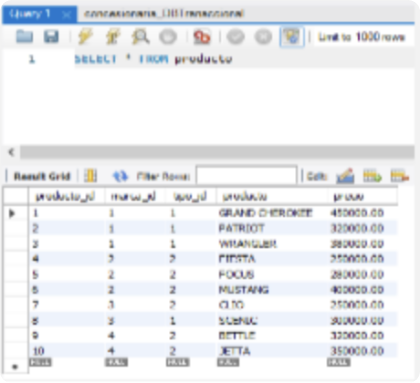 Query 1 concesionaria_DBTransaccional
Limit to 1000 rows
1 SELECT * FROM producto
Result Grid Filter Rows: Edit:
producto_id marca_id tipo_id producto precio
1 1 1 GRAND CHEROKEE 450000.00
2 1 1 PATRIOT 320000.00
3 1 1 WRANGLER 380000.00
4 2 2 FIESTA 250000.00
5 2 2 FOCUS 280000.00
6 2 2 MUSTANG 400000.00
7 3 2 CLIO 250000.00
8 3 1 SCENIC 300000.00
9 4 2 BETTLE 320000.00
10 4 2 JETTA 350000.00
NULL NULL NULL NULL NULL